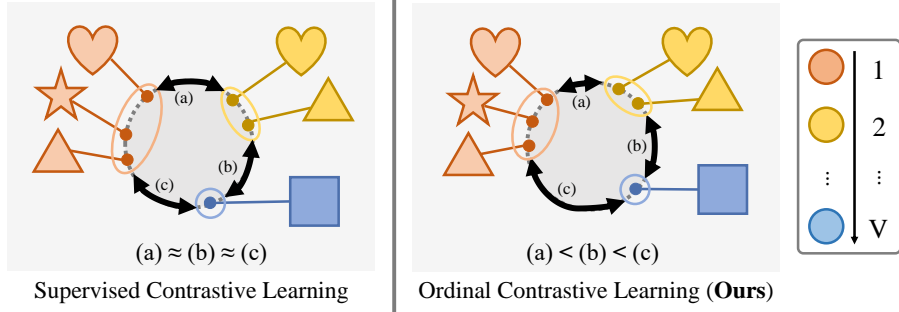 (a)
(b)
(c)
(a) ≈ (b) ≈ (c)
Supervised Contrastive Learning
(a)
(b)
(c)
(a) < (b) < (c)
Ordinal Contrastive Learning (Ours)
1
2
⋮ ⋮
V